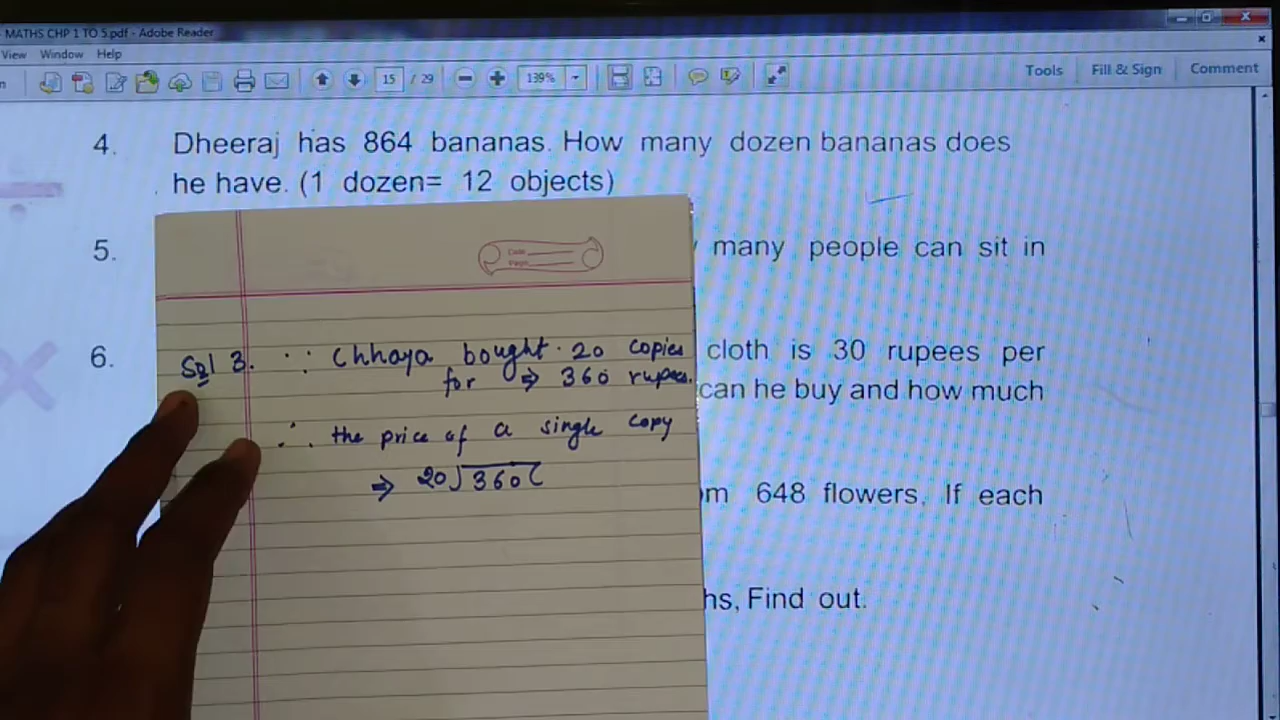 MATHS CHP 1 TO 5.pdf - Adobe Reader
View Window Help
15 / 29 139% Tools Fill & Sign Comment
4. Dheeraj has 864 bananas. How many dozen bananas does
he have. (1 dozen= 12 objects)
5. many people can sit in
Date
Page
6. cloth is 30 rupees per
can he buy and how much
om 648 flowers. If each
hs, Find out.
Sol 3. ∵ Chhaya bought 20 copies
for ⇒ 360 rupees.
∴ the price of a single copy
⇒ 20)360(